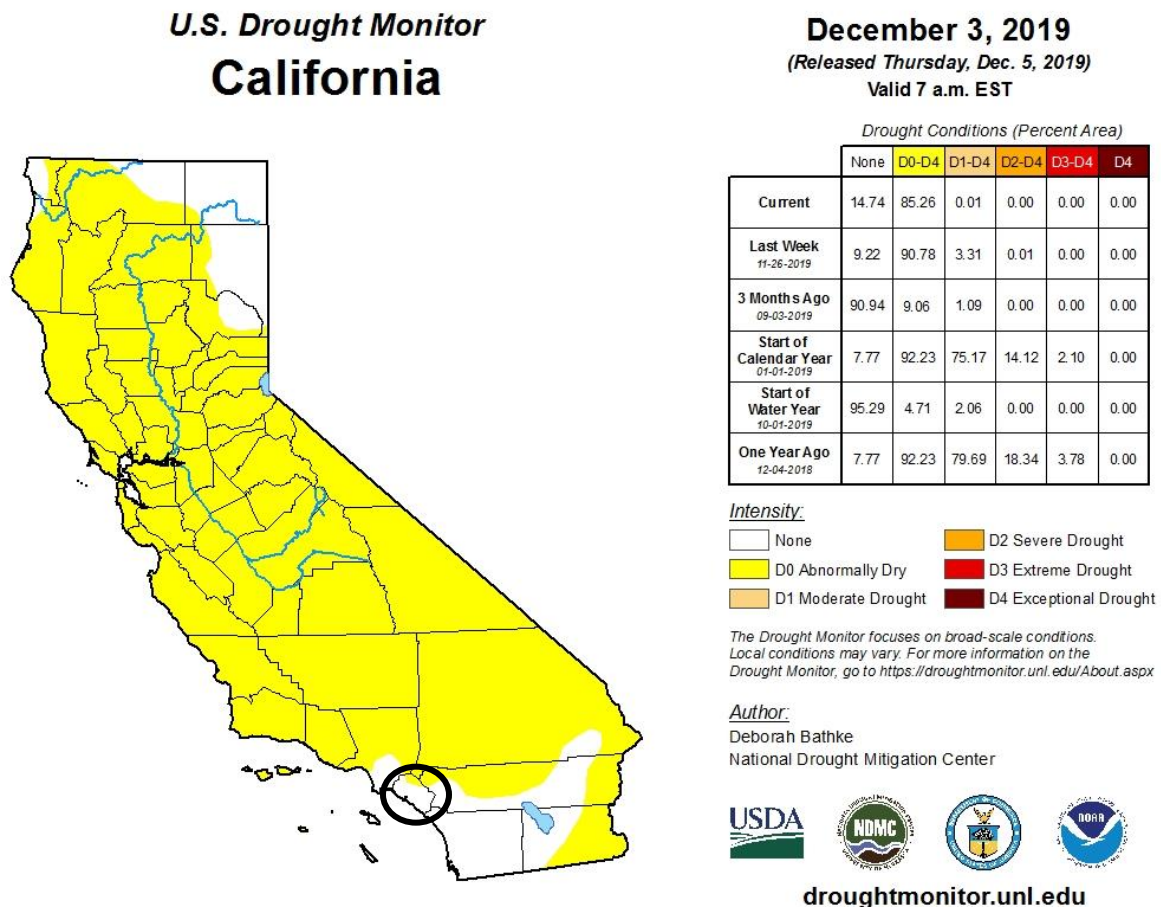 U.S. Drought Monitor
California
December 3, 2019
(Released Thursday, Dec. 5, 2019)
Valid 7 a.m. EST
Drought Conditions (Percent Area)
None D0-D4 D1-D4 D2-D4 D3-D4 D4
Current 14.74 85.26 0.01 0.00 0.00 0.00
Last Week
11-26-2019 9.22 90.78 3.31 0.01 0.00 0.00
3 Months Ago
09-03-2019 90.94 9.06 1.09 0.00 0.00 0.00
Start of
Calendar Year
01-01-2019 7.77 92.23 75.17 14.12 2.10 0.00
Start of
Water Year
10-01-2019 95.29 4.71 2.06 0.00 0.00 0.00
One Year Ago
12-04-2018 7.77 92.23 79.69 18.34 3.78 0.00
Intensity:
None
D0 Abnormally Dry
D1 Moderate Drought
D2 Severe Drought
D3 Extreme Drought
D4 Exceptional Drought
The Drought Monitor focuses on broad-scale conditions.
Local conditions may vary. For more information on the
Drought Monitor, go to https://droughtmonitor.unl.edu/About.aspx
Author:
Deborah Bathke
National Drought Mitigation Center
USDA
NDMC
NOAA
droughtmonitor.unl.edu